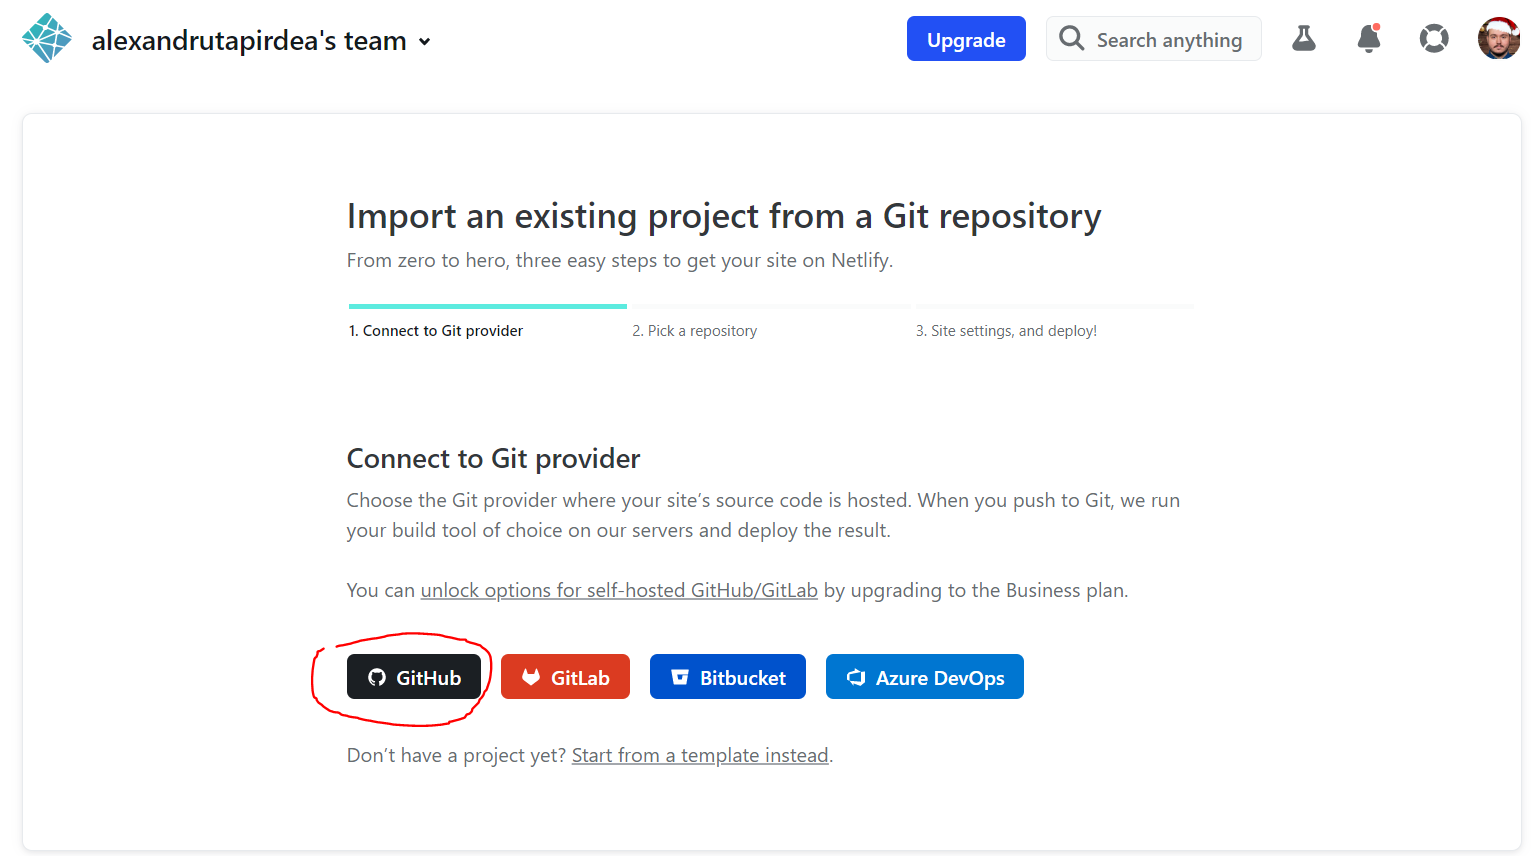 alexandrutapirdea's team
Upgrade
Search anything
Import an existing project from a Git repository
From zero to hero, three easy steps to get your site on Netlify.
1. Connect to Git provider
2. Pick a repository
3. Site settings, and deploy!
Connect to Git provider
Choose the Git provider where your site’s source code is hosted. When you push to Git, we run
your build tool of choice on our servers and deploy the result.
You can unlock options for self-hosted GitHub/GitLab by upgrading to the Business plan.
GitHub
GitLab
Bitbucket
Azure DevOps
Don’t have a project yet? Start from a template instead.